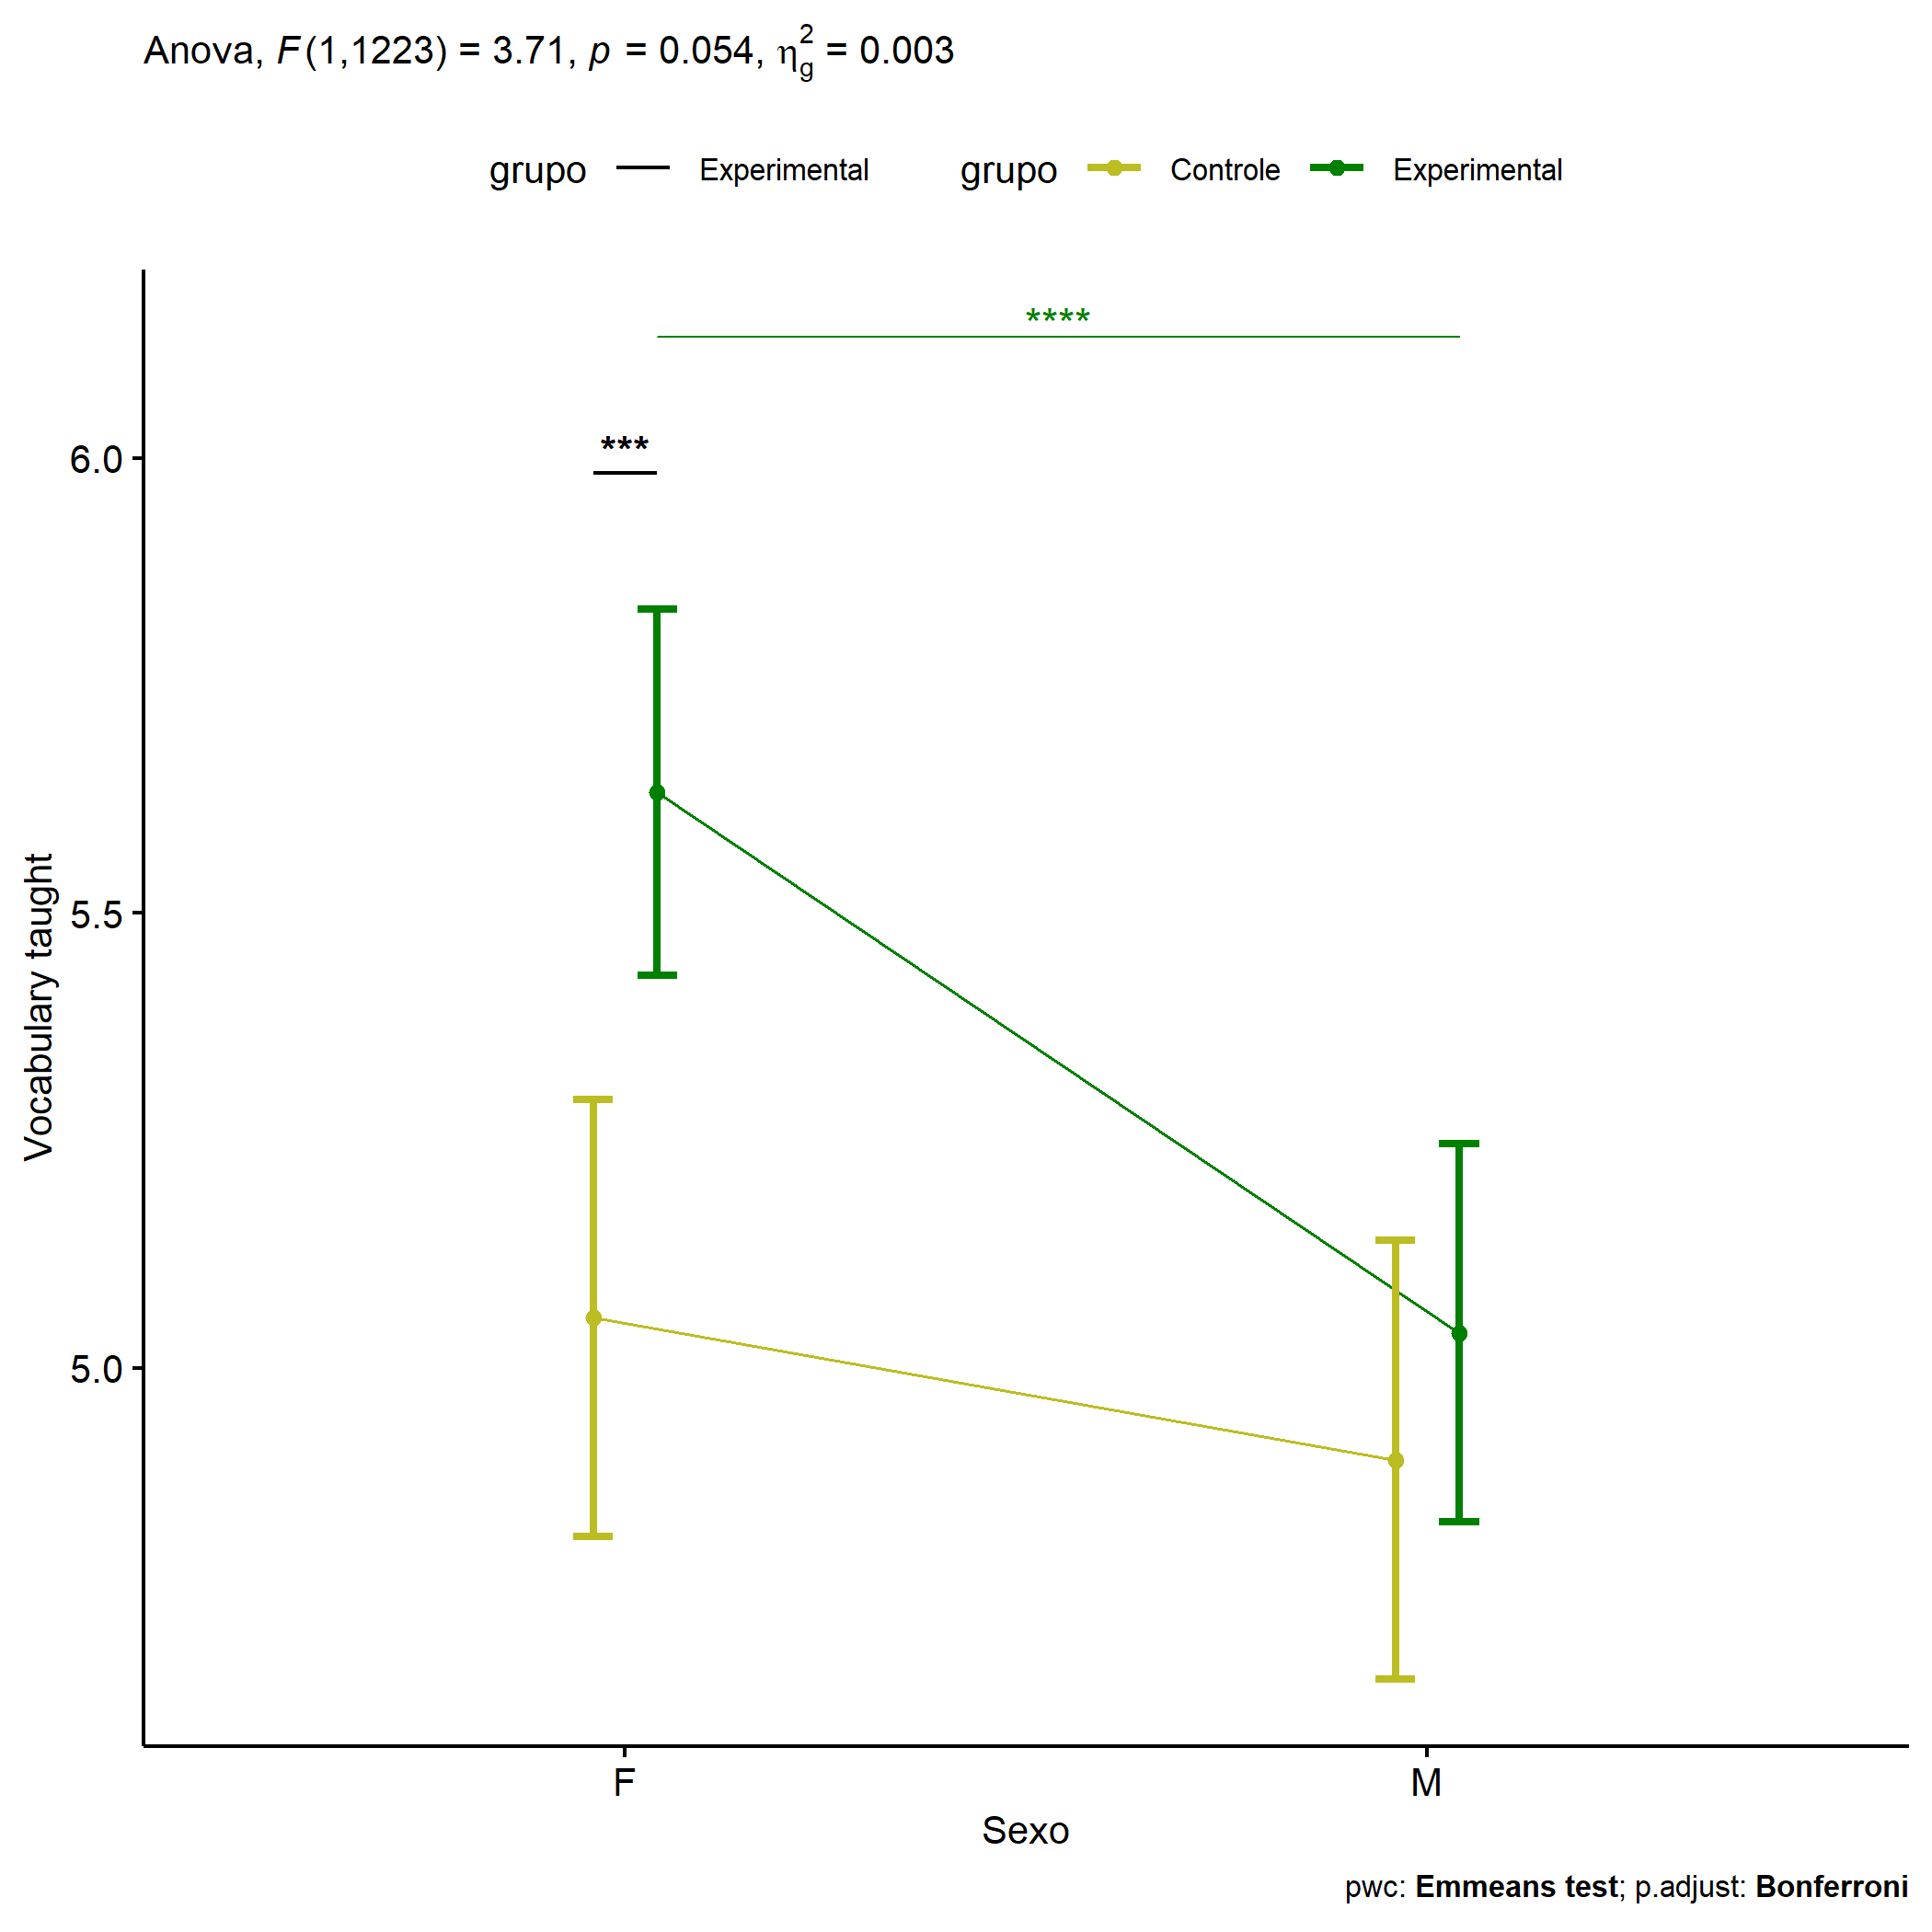 Anova, F(1,1223) = 3.71, p = 0.054, η²g = 0.003
grupo Experimental grupo Controle Experimental
****
***
6.0
5.5
5.0
Vocabulary taught
F M
Sexo
pwc: Emmeans test; p.adjust: Bonferroni